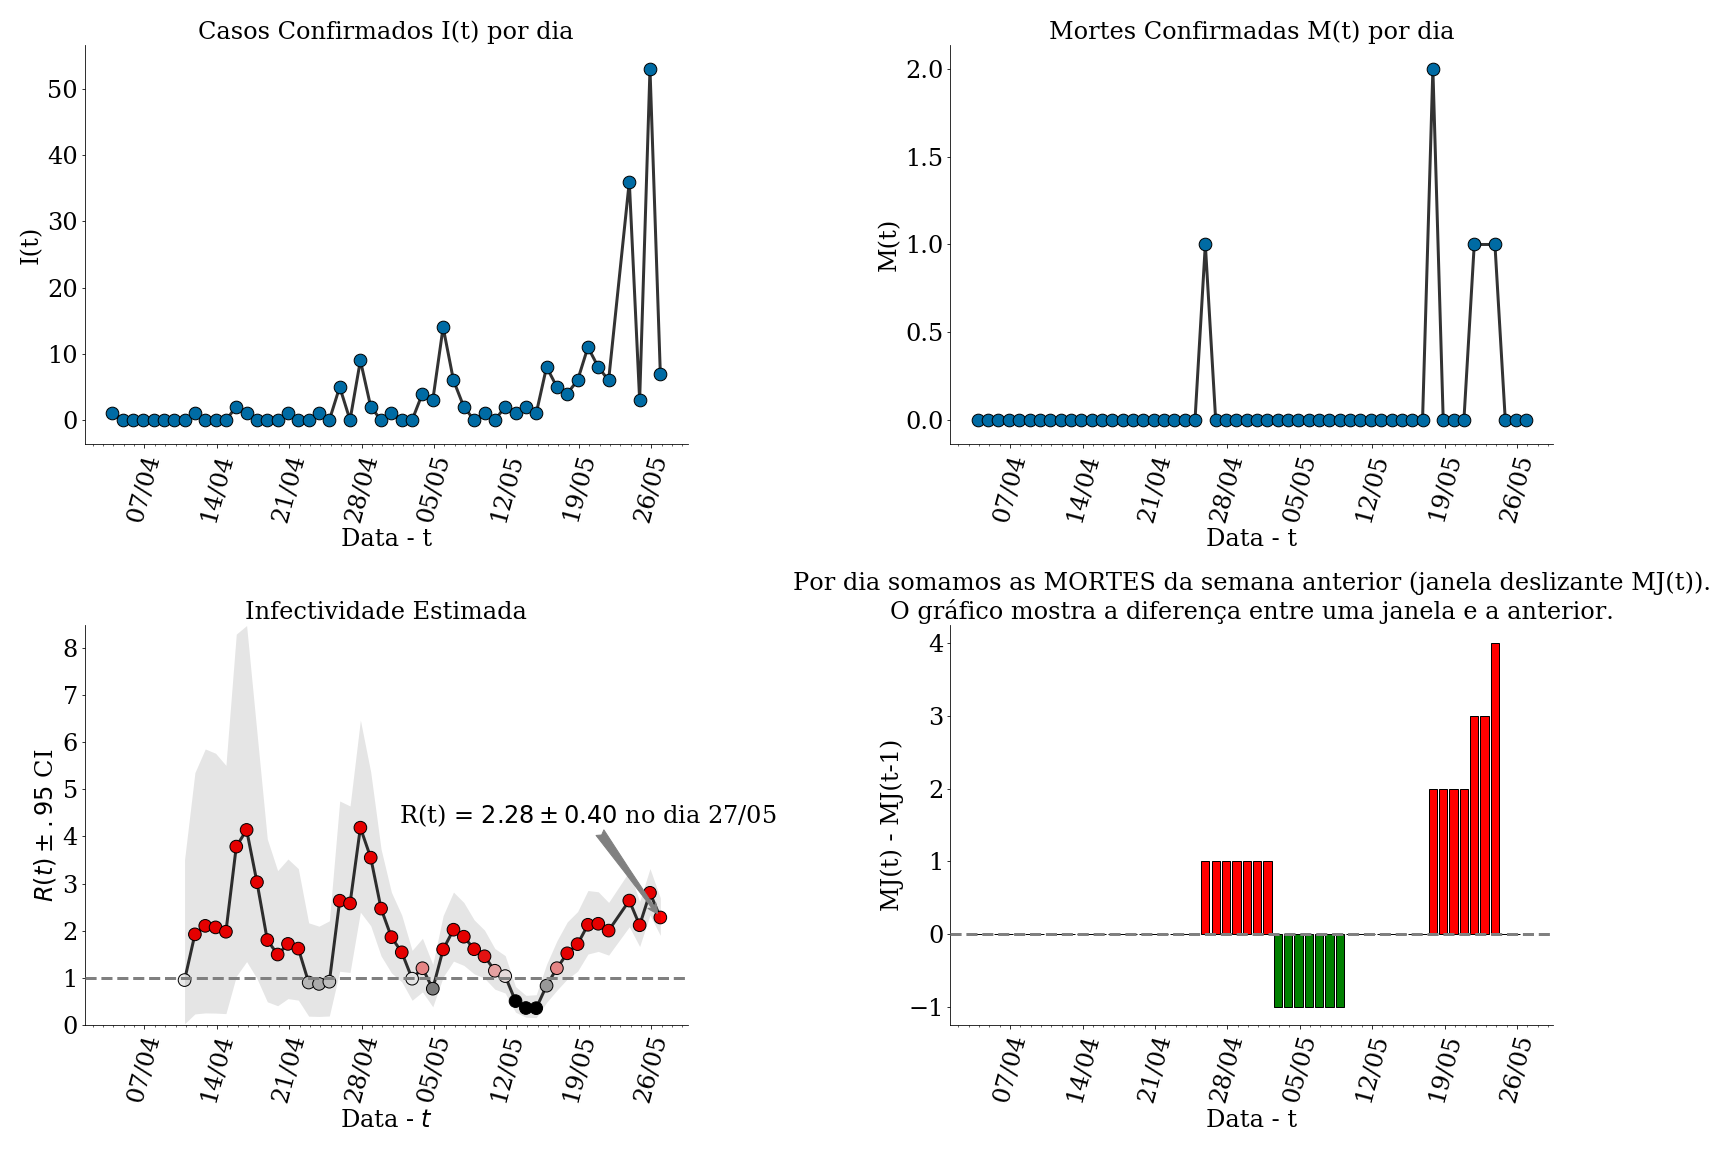 Casos Confirmados I(t) por dia
I(t)
50
40
30
20
10
0
07/04 14/04 21/04 28/04 05/05 12/05 19/05 26/05
Data - t
Mortes Confirmadas M(t) por dia
M(t)
2.0
1.5
1.0
0.5
0.0
07/04 14/04 21/04 28/04 05/05 12/05 19/05 26/05
Data - t
Infectividade Estimada
R(t) ± .95 CI
8
7
6
5
4
3
2
1
0
R(t) = 2.28 ± 0.40 no dia 27/05
07/04 14/04 21/04 28/04 05/05 12/05 19/05 26/05
Data - t
Por dia somamos as MORTES da semana anterior (janela deslizante MJ(t)).
O gráfico mostra a diferença entre uma janela e a anterior.
MJ(t) - MJ(t-1)
4
3
2
1
0
−1
07/04 14/04 21/04 28/04 05/05 12/05 19/05 26/05
Data - t